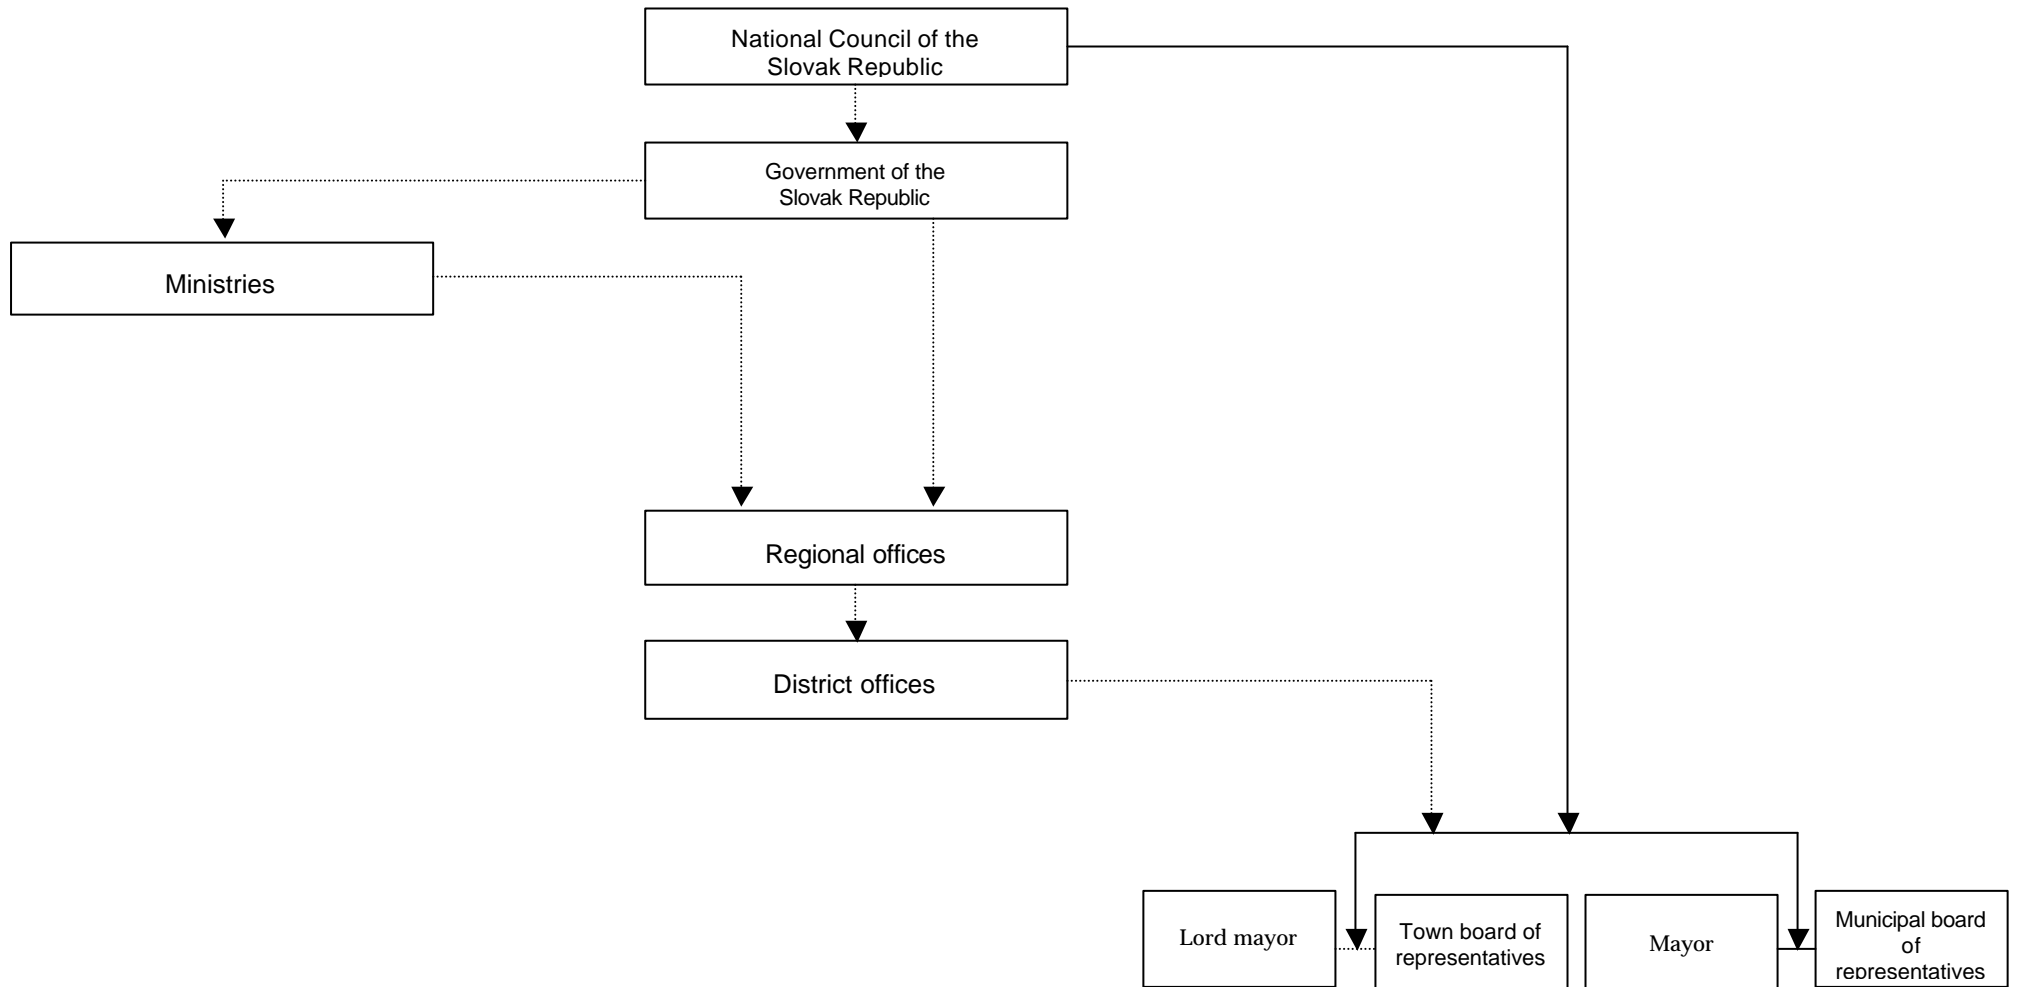 National Council of the
Slovak Republic
Government of the
Slovak Republic
Ministries
Regional offices
District offices
Lord mayor
Town board of
representatives
Mayor
Municipal board
of
representatives